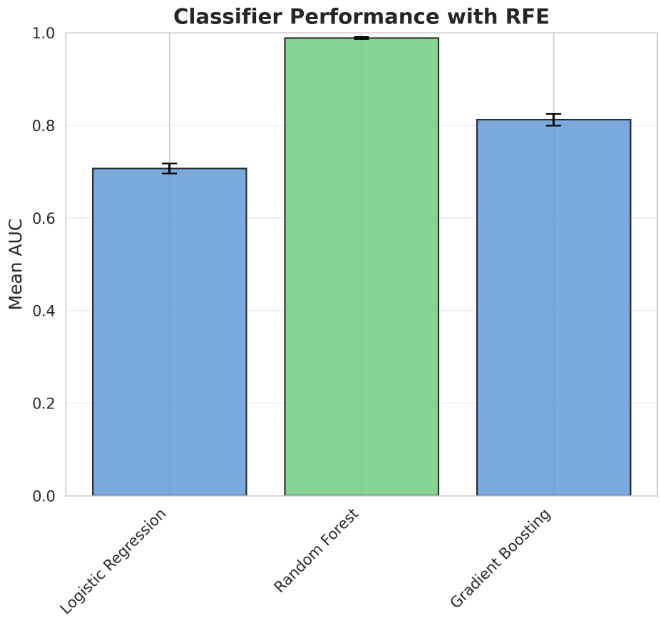 Classifier Performance with RFE
Mean AUC
1.0
0.8
0.6
0.4
0.2
0.0
Logistic Regression
Random Forest
Gradient Boosting